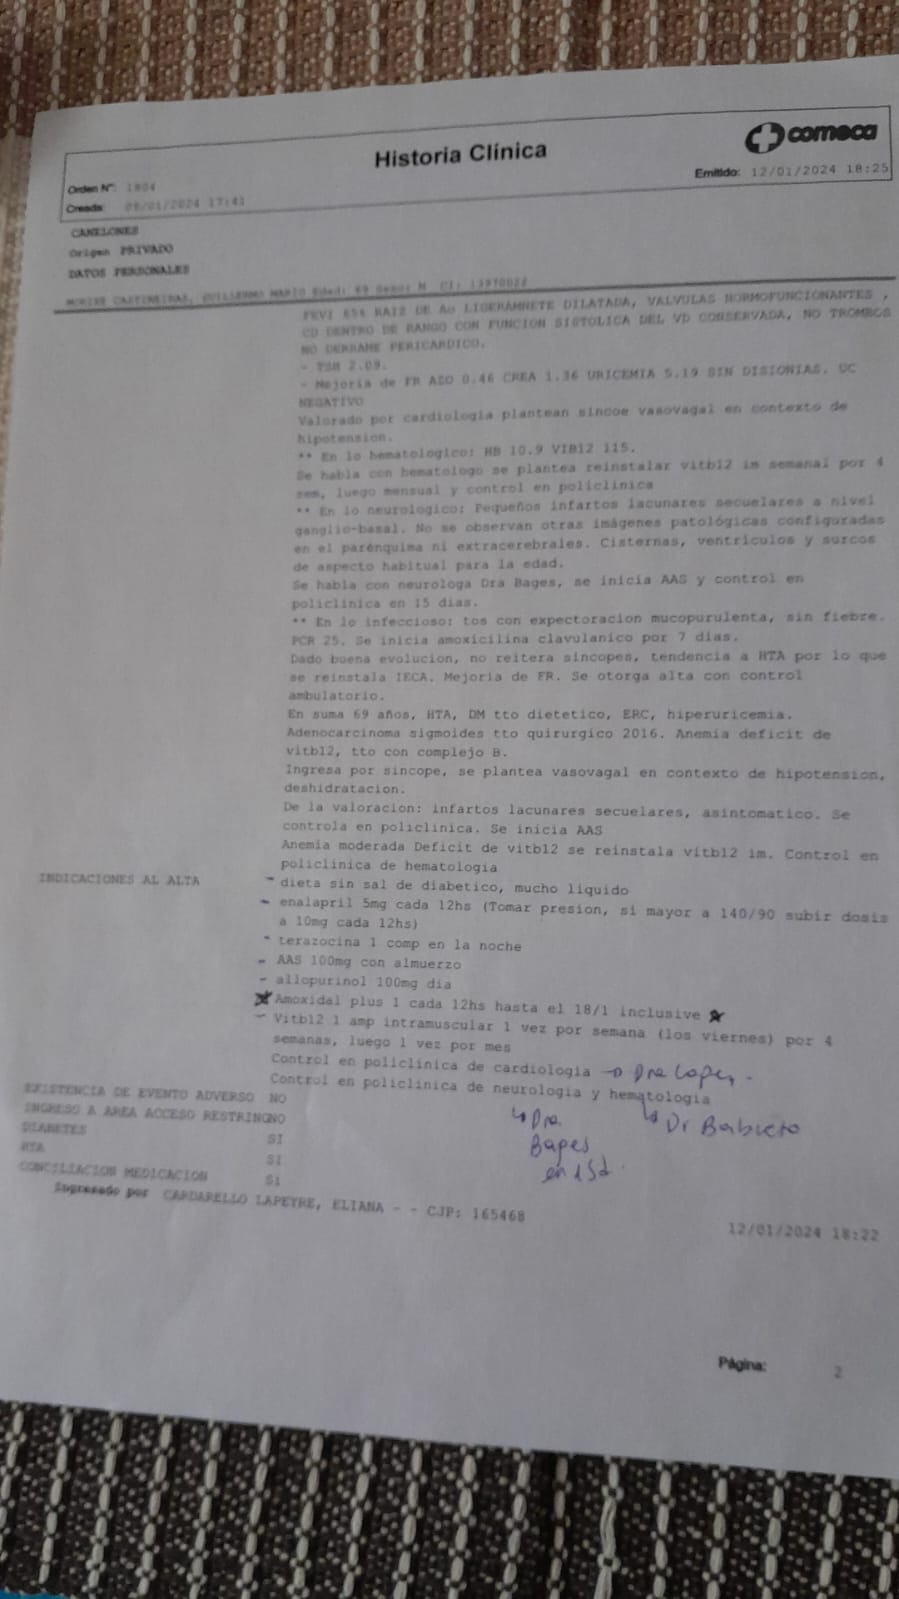 Historia Clínica
comeca
Orden Nº: 1804
Emitido: 12/01/2024 18:25
Creada: 09/01/2024 17:41
CANELONES
Origen PRIVADO
DATOS PERSONALES
GUILLERMO MARIO Edad: 69 Sexo: M CI:
FEVI 65% RAIZ DE Ao LIGERAMNETE DILATADA, VALVULAS NORMOFUNCIONANTES ,
CD DENTRO DE RANGO CON FUNCION SISTOLICA DEL VD CONSERVADA, NO TROMBOS
NO DERRAME PERICARDICO.
- TSH 2.09.
- Mejoria de FR AZO 0.46 CREA 1.36 URICEMIA 5.19 SIN DISIONIAS. UC
NEGATIVO
Valorado por cardiologia plantean sincoe vasovagal en contexto de
hipotension.
** En lo hematologico: HB 10.9 VIB12 115.
Se habla con hematologo se plantea reinstalar vitb12 im semanal por 4
sem, luego mensual y control en policlinica
** En lo neurologico: Pequeños infartos lacunares secuelares a nivel
ganglio-basal. No se observan otras imágenes patológicas configuradas
en el parénquima ni extracerebrales. Cisternas, ventrículos y surcos
de aspecto habitual para la edad.
Se habla con neurologa Dra Bages, se inicia AAS y control en
policlinica en 15 dias.
** En lo infeccioso: tos con expectoracion mucopurulenta, sin fiebre.
PCR 25. Se inicia amoxicilina clavulanico por 7 dias.
Dado buena evolucion, no reitera sincopes, tendencia a HTA por lo que
se reinstala IECA. Mejoria de FR. Se otorga alta con control
ambulatorio.
En suma 69 años, HTA, DM tto dietetico, ERC, hiperuricemia.
Adenocarcinoma sigmoides tto quirurgico 2016. Anemia deficit de
vitb12, tto con complejo B.
Ingresa por sincope, se plantea vasovagal en contexto de hipotension,
deshidratacion.
De la valoracion: infartos lacunares secuelares, asintomatico. Se
controla en policlinica. Se inicia AAS
Anemia moderada Deficit de vitb12 se reinstala vitb12 im. Control en
policlinica de hematologia
INDICACIONES AL ALTA - dieta sin sal de diabetico, mucho liquido
- enalapril 5mg cada 12hs (Tomar presion, si mayor a 140/90 subir dosis
a 10mg cada 12hs)
- terazocina 1 comp en la noche
- AAS 100mg con almuerzo
- allopurinol 100mg dia
Amoxidal plus 1 cada 12hs hasta el 18/1 inclusive
- Vitb12 1 amp intramuscular 1 vez por semana (los viernes) por 4
semanas, luego 1 vez por mes
Control en policlinica de cardiologia → Dra Lopez.
Control en policlinica de neurologia y hematologia
↳ Dra. Bages en 15d.
↳ Dr
EXISTENCIA DE EVENTO ADVERSO NO
INGRESO A AREA ACCESO RESTRINGNO
DIABETES SI
HTA SI
CONCILIACION MEDICACION SI
Ingresado por CARDARELLO LAPEYRE, ELIANA - - CJP: 165468
12/01/2024 18:22
Página: 2